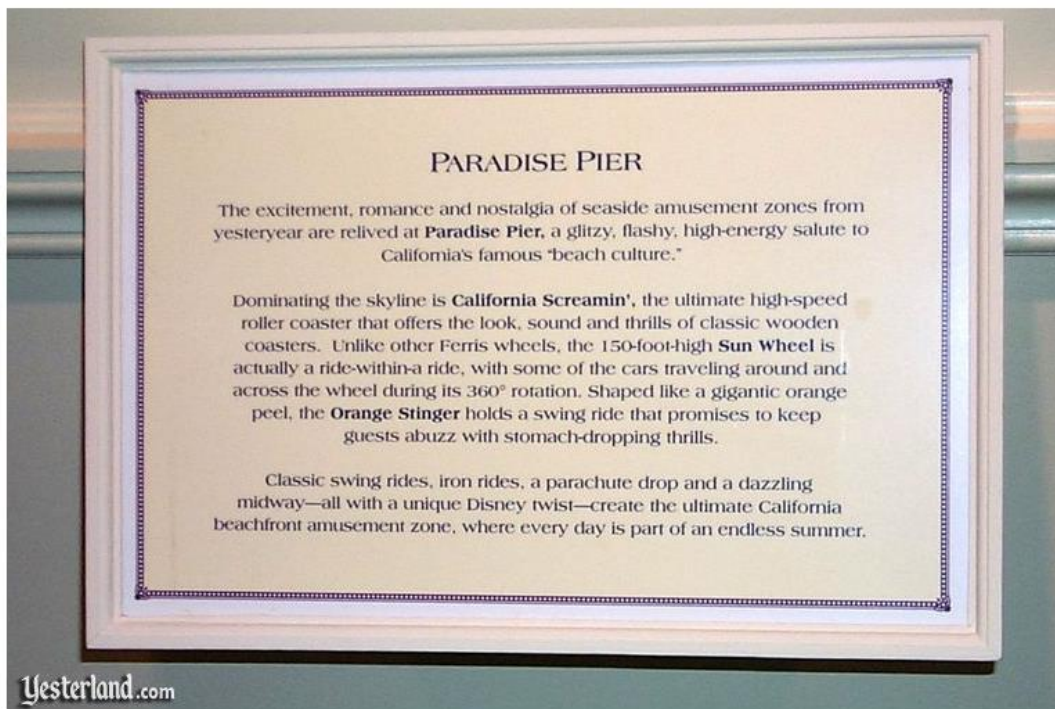 PARADISE PIER
The excitement, romance and nostalgia of seaside amusement zones from
yesteryear are relived at Paradise Pier, a glitzy, flashy, high-energy salute to
California's famous "beach culture."
Dominating the skyline is California Screamin', the ultimate high-speed
roller coaster that offers the look, sound and thrills of classic wooden
coasters. Unlike other Ferris wheels, the 150-foot-high Sun Wheel is
actually a ride-within-a ride, with some of the cars traveling around and
across the wheel during its 360° rotation. Shaped like a gigantic orange
peel, the Orange Stinger holds a swing ride that promises to keep
guests abuzz with stomach-dropping thrills.
Classic swing rides, iron rides, a parachute drop and a dazzling
midway—all with a unique Disney twist—create the ultimate California
beachfront amusement zone, where every day is part of an endless summer.
Yesterland.com